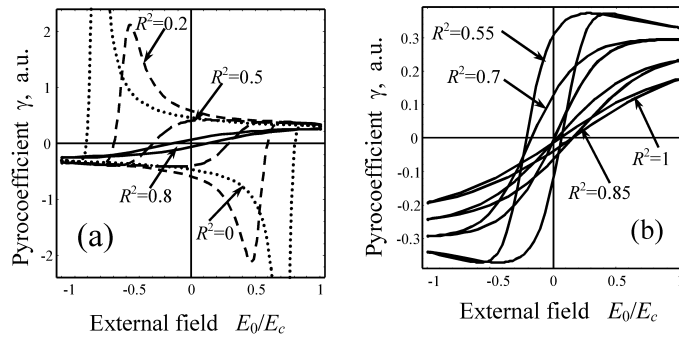 Pyrocoefficient γ, a.u.
2
1
0
-1
-2
R²=0.2
R²=0.5
R²=0.8
R²=0
(a)
-1
-0.5
0
0.5
1
External field E₀/E_c
Pyrocoefficient γ, a.u.
0.3
0.2
0.1
0
-0.1
-0.2
-0.3
R²=0.55
R²=0.7
R²=1
R²=0.85
(b)
-1
-0.5
0
0.5
1
External field E₀/E_c